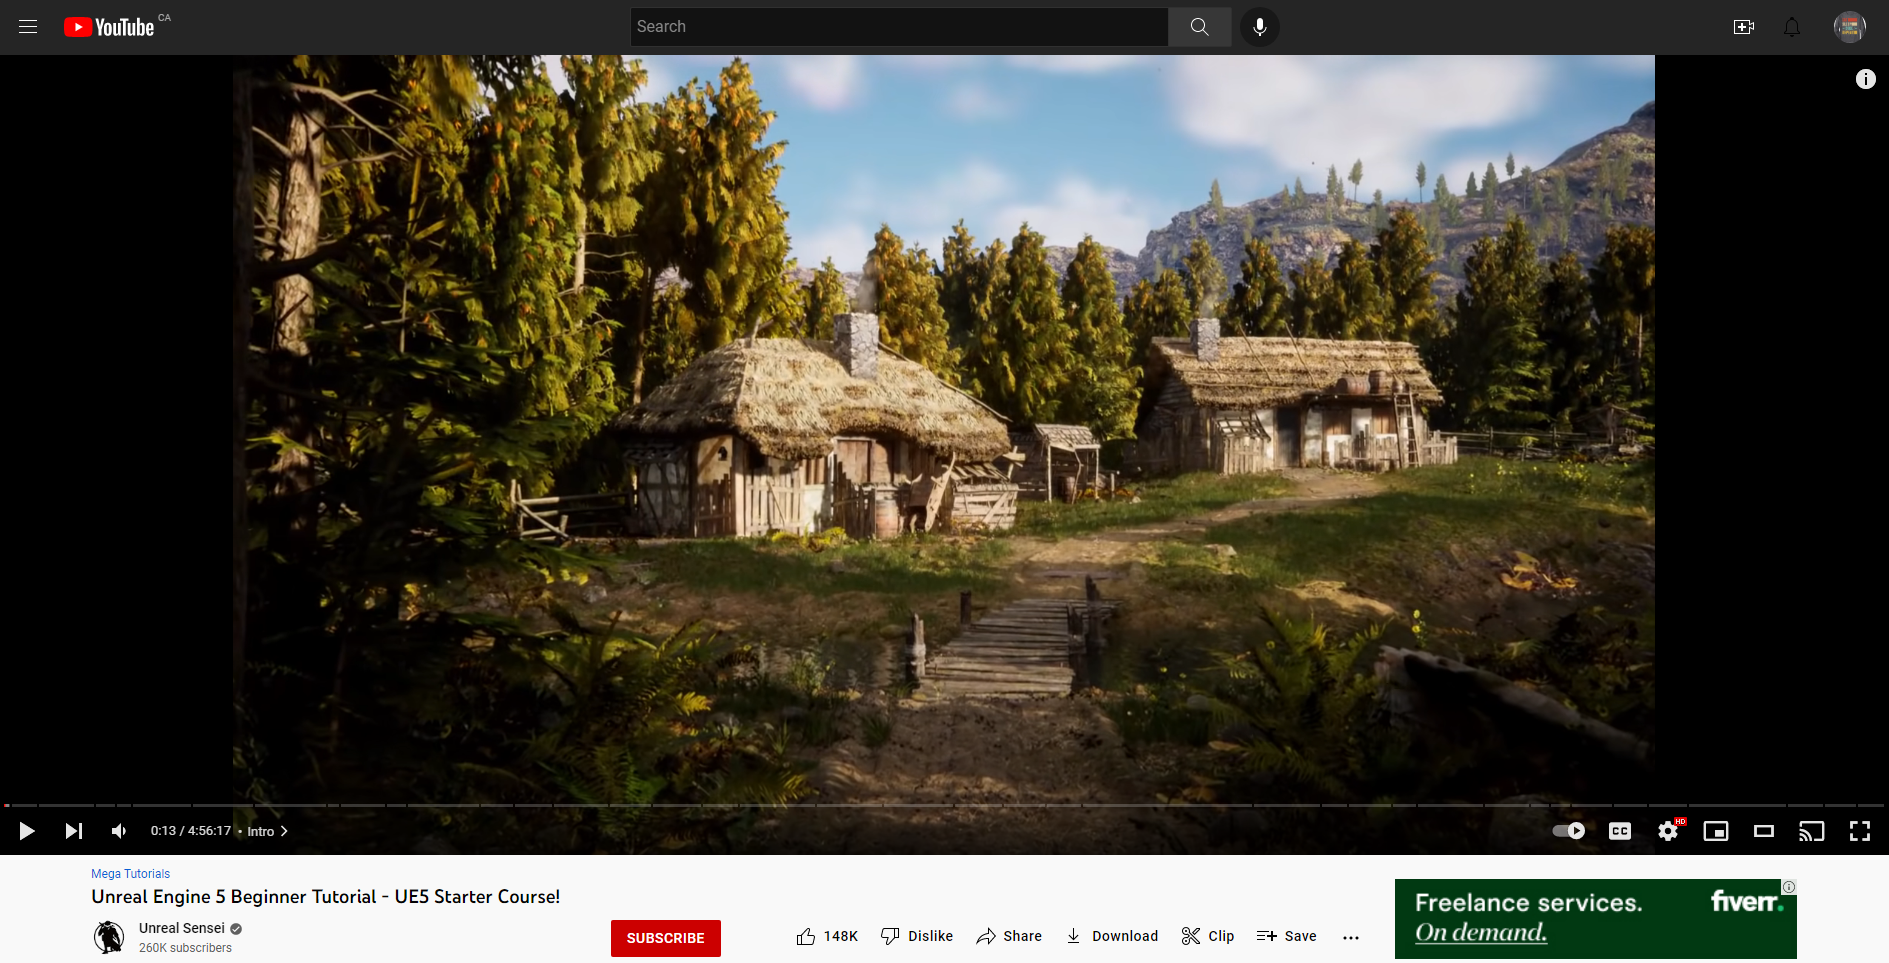 YouTube CA
Search
0:13 / 4:56:17 • Intro
CC
HD
Mega Tutorials
Unreal Engine 5 Beginner Tutorial - UE5 Starter Course!
Unreal Sensei
260K subscribers
SUBSCRIBE
148K
Dislike
Share
Download
Clip
Save
Freelance services.
On demand.
fiverr.